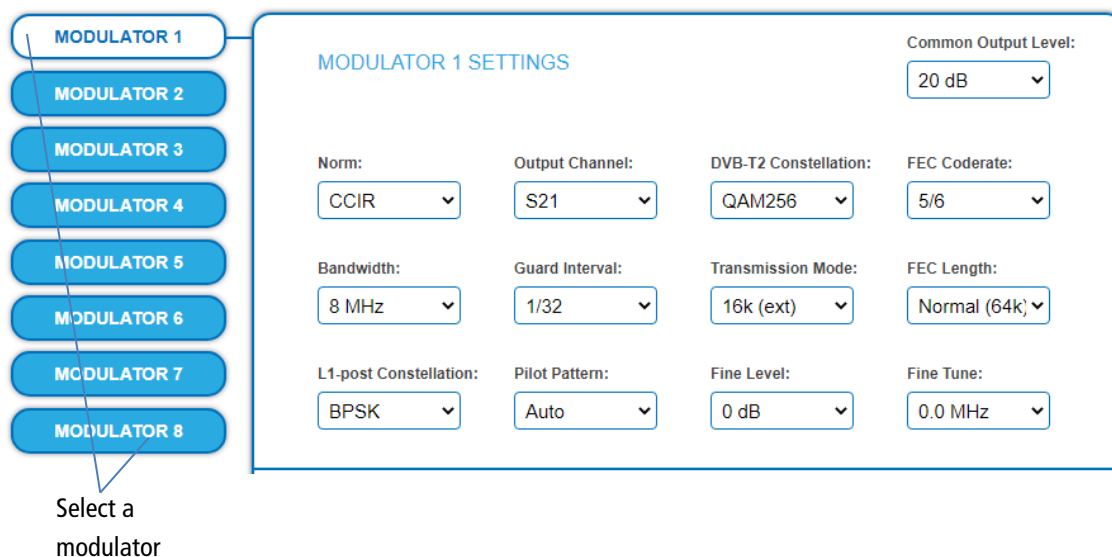 MODULATOR 1
MODULATOR 2
MODULATOR 3
MODULATOR 4
MODULATOR 5
MODULATOR 6
MODULATOR 7
MODULATOR 8
Select a
modulator
MODULATOR 1 SETTINGS
Common Output Level:
20 dB
Norm: Output Channel: DVB-T2 Constellation: FEC Coderate:
CCIR S21 QAM256 5/6
Bandwidth: Guard Interval: Transmission Mode: FEC Length:
8 MHz 1/32 16k (ext) Normal (64k)
L1-post Constellation: Pilot Pattern: Fine Level: Fine Tune:
BPSK Auto 0 dB 0.0 MHz